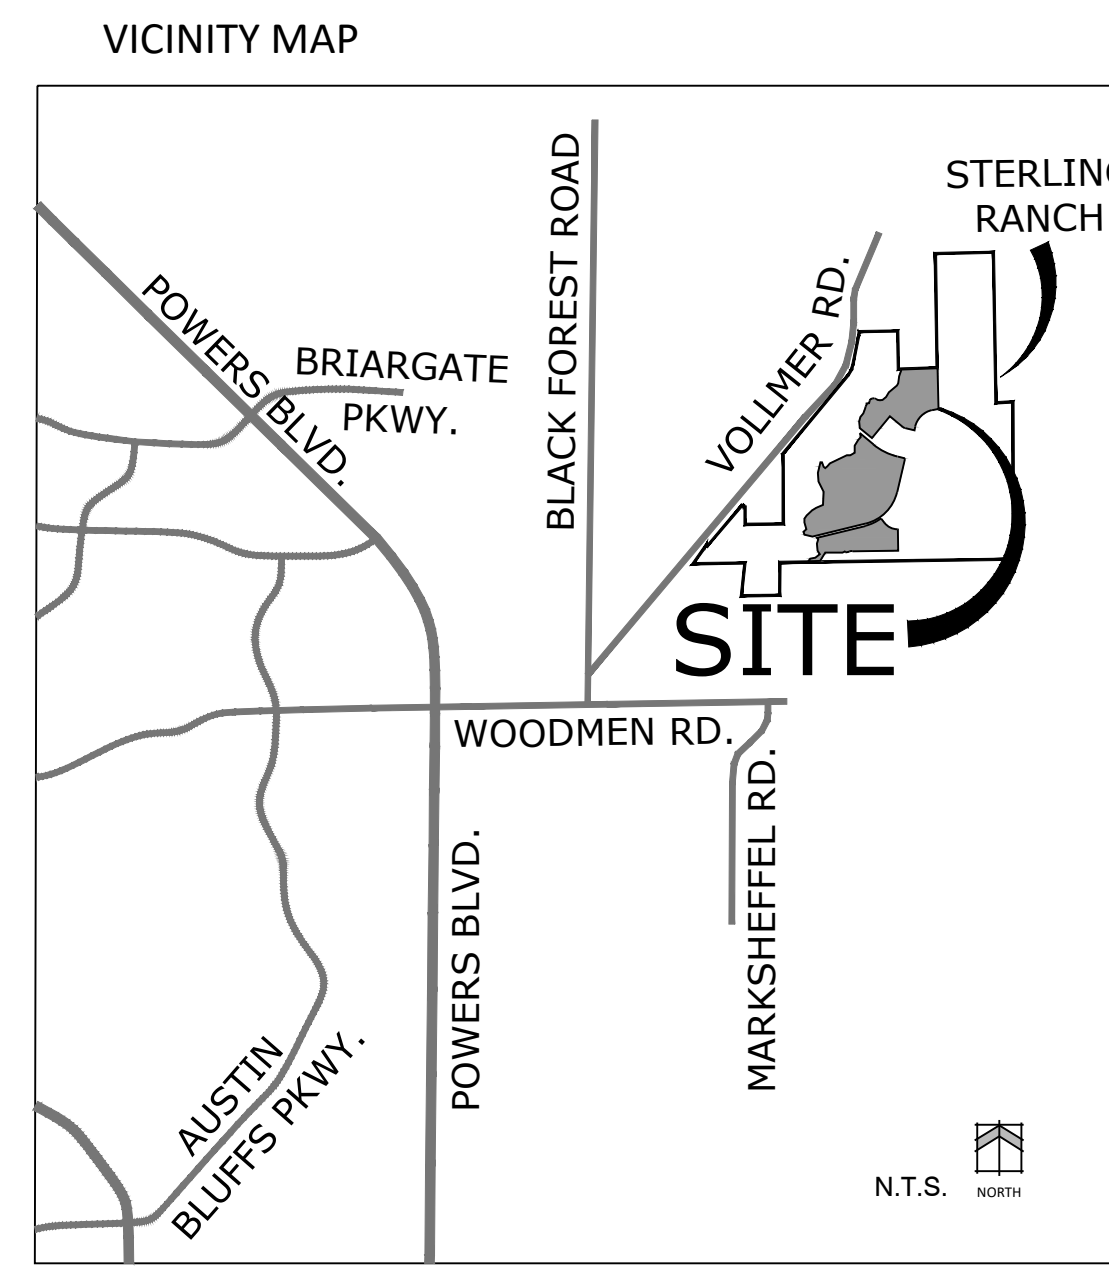 VICINITY MAP
STERLING
RANCH
BLACK FOREST ROAD
VOLLMER RD.
POWERS BLVD.
BRIARGATE
PKWY.
SITE
WOODMEN RD.
POWERS BLVD.
MARKSHEFFEL RD.
AUSTIN
BLUFFS PKWY.
N.T.S.
NORTH